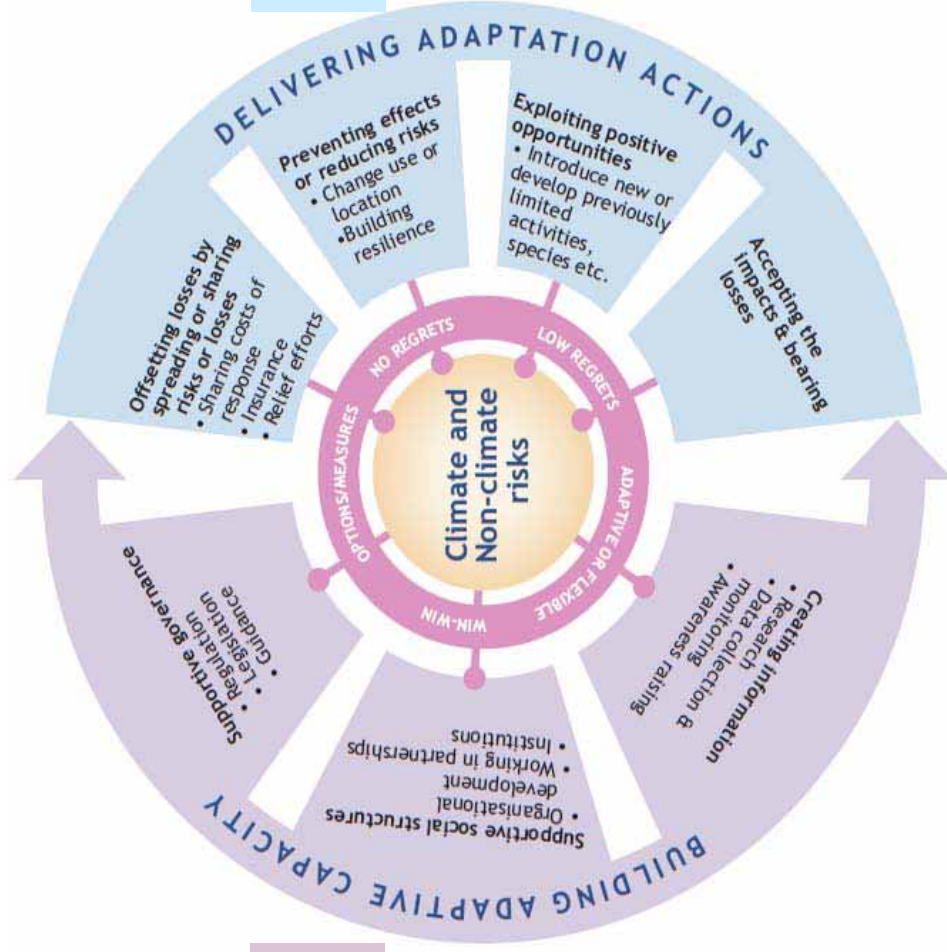 DELIVERING ADAPTATION ACTIONS
Offsetting losses by
spreading or sharing
risks or losses
• Sharing costs of
response
• Insurance
• Relief efforts
Preventing effects
or reducing risks
• Change use or
location
•Building
resilience
Exploiting positive
opportunities
• Introduce new or
develop previously
limited
activities,
species etc.
Accepting the
impacts & bearing
losses
NO REGRETS
LOW REGRETS
ADAPTIVE OR FLEXIBLE
WIN-WIN
OPTIONS/MEASURES
Climate and
Non-climate
risks
Creating information
• Research
• Data collection &
monitoring
• Awareness raising
Supportive social structures
• Organisational
development
• Working in partnerships
• Institutions
Supportive governance
• Regulation
• Legislation
• Guidance
BUILDING ADAPTIVE CAPACITY